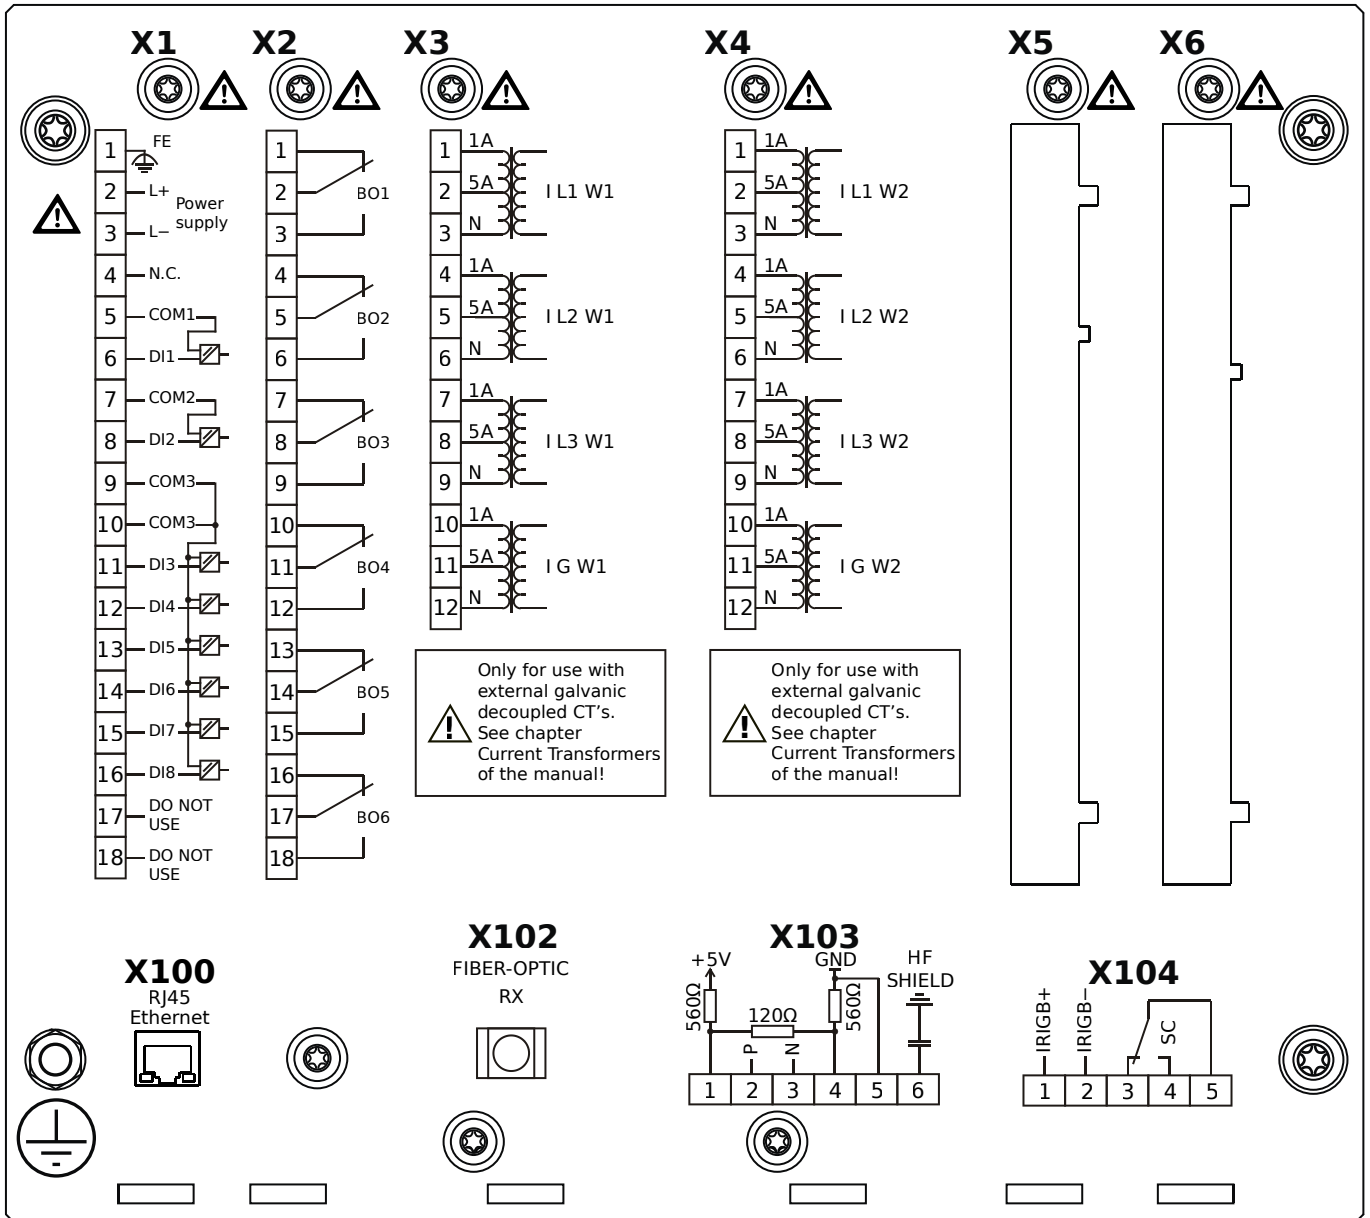 X1 X2 X3 X4 X5 X6
1 FE
2 L+
Power
supply
3 L−
4 N.C.
5 COM1
6 DI1
7 COM2
8 DI2
9 COM3
10 COM3
11 DI3
12 DI4
13 DI5
14 DI6
15 DI7
16 DI8
17 DO NOT
USE
18 DO NOT
USE
1
2 BO1
3
4
5 BO2
6
7
8 BO3
9
10
11 BO4
12
13
14 BO5
15
16
17 BO6
18
1 1A
2 5A I L1 W1
3 N
4 1A
5 5A I L2 W1
6 N
7 1A
8 5A I L3 W1
9 N
10 1A
11 5A I G W1
12 N
Only for use with
external galvanic
decoupled CT's.
See chapter
Current Transformers
of the manual!
1 1A
2 5A I L1 W2
3 N
4 1A
5 5A I L2 W2
6 N
7 1A
8 5A I L3 W2
9 N
10 1A
11 5A I G W2
12 N
Only for use with
external galvanic
decoupled CT's.
See chapter
Current Transformers
of the manual!
X100
RJ45
Ethernet
X102
FIBER-OPTIC
RX
X103
+5V GND HF
SHIELD
560Ω 120Ω 560Ω
P N
1 2 3 4 5 6
X104
IRIGB+ IRIGB− SC
1 2 3 4 5